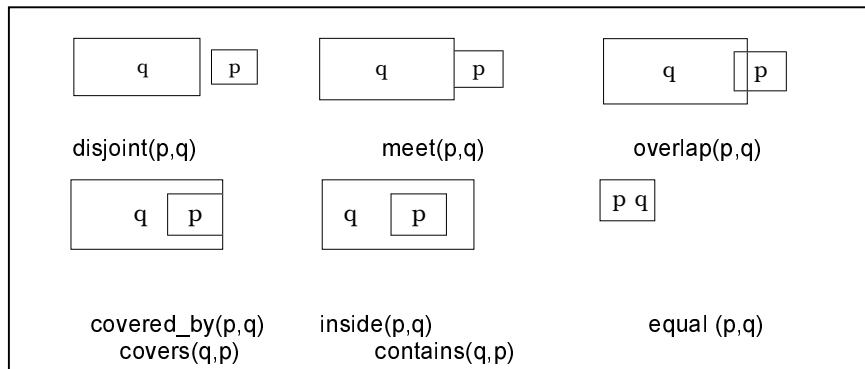 q p q p q p
disjoint(p,q) meet(p,q) overlap(p,q)
q p q p p q
covered_by(p,q) inside(p,q) equal (p,q)
covers(q,p) contains(q,p)